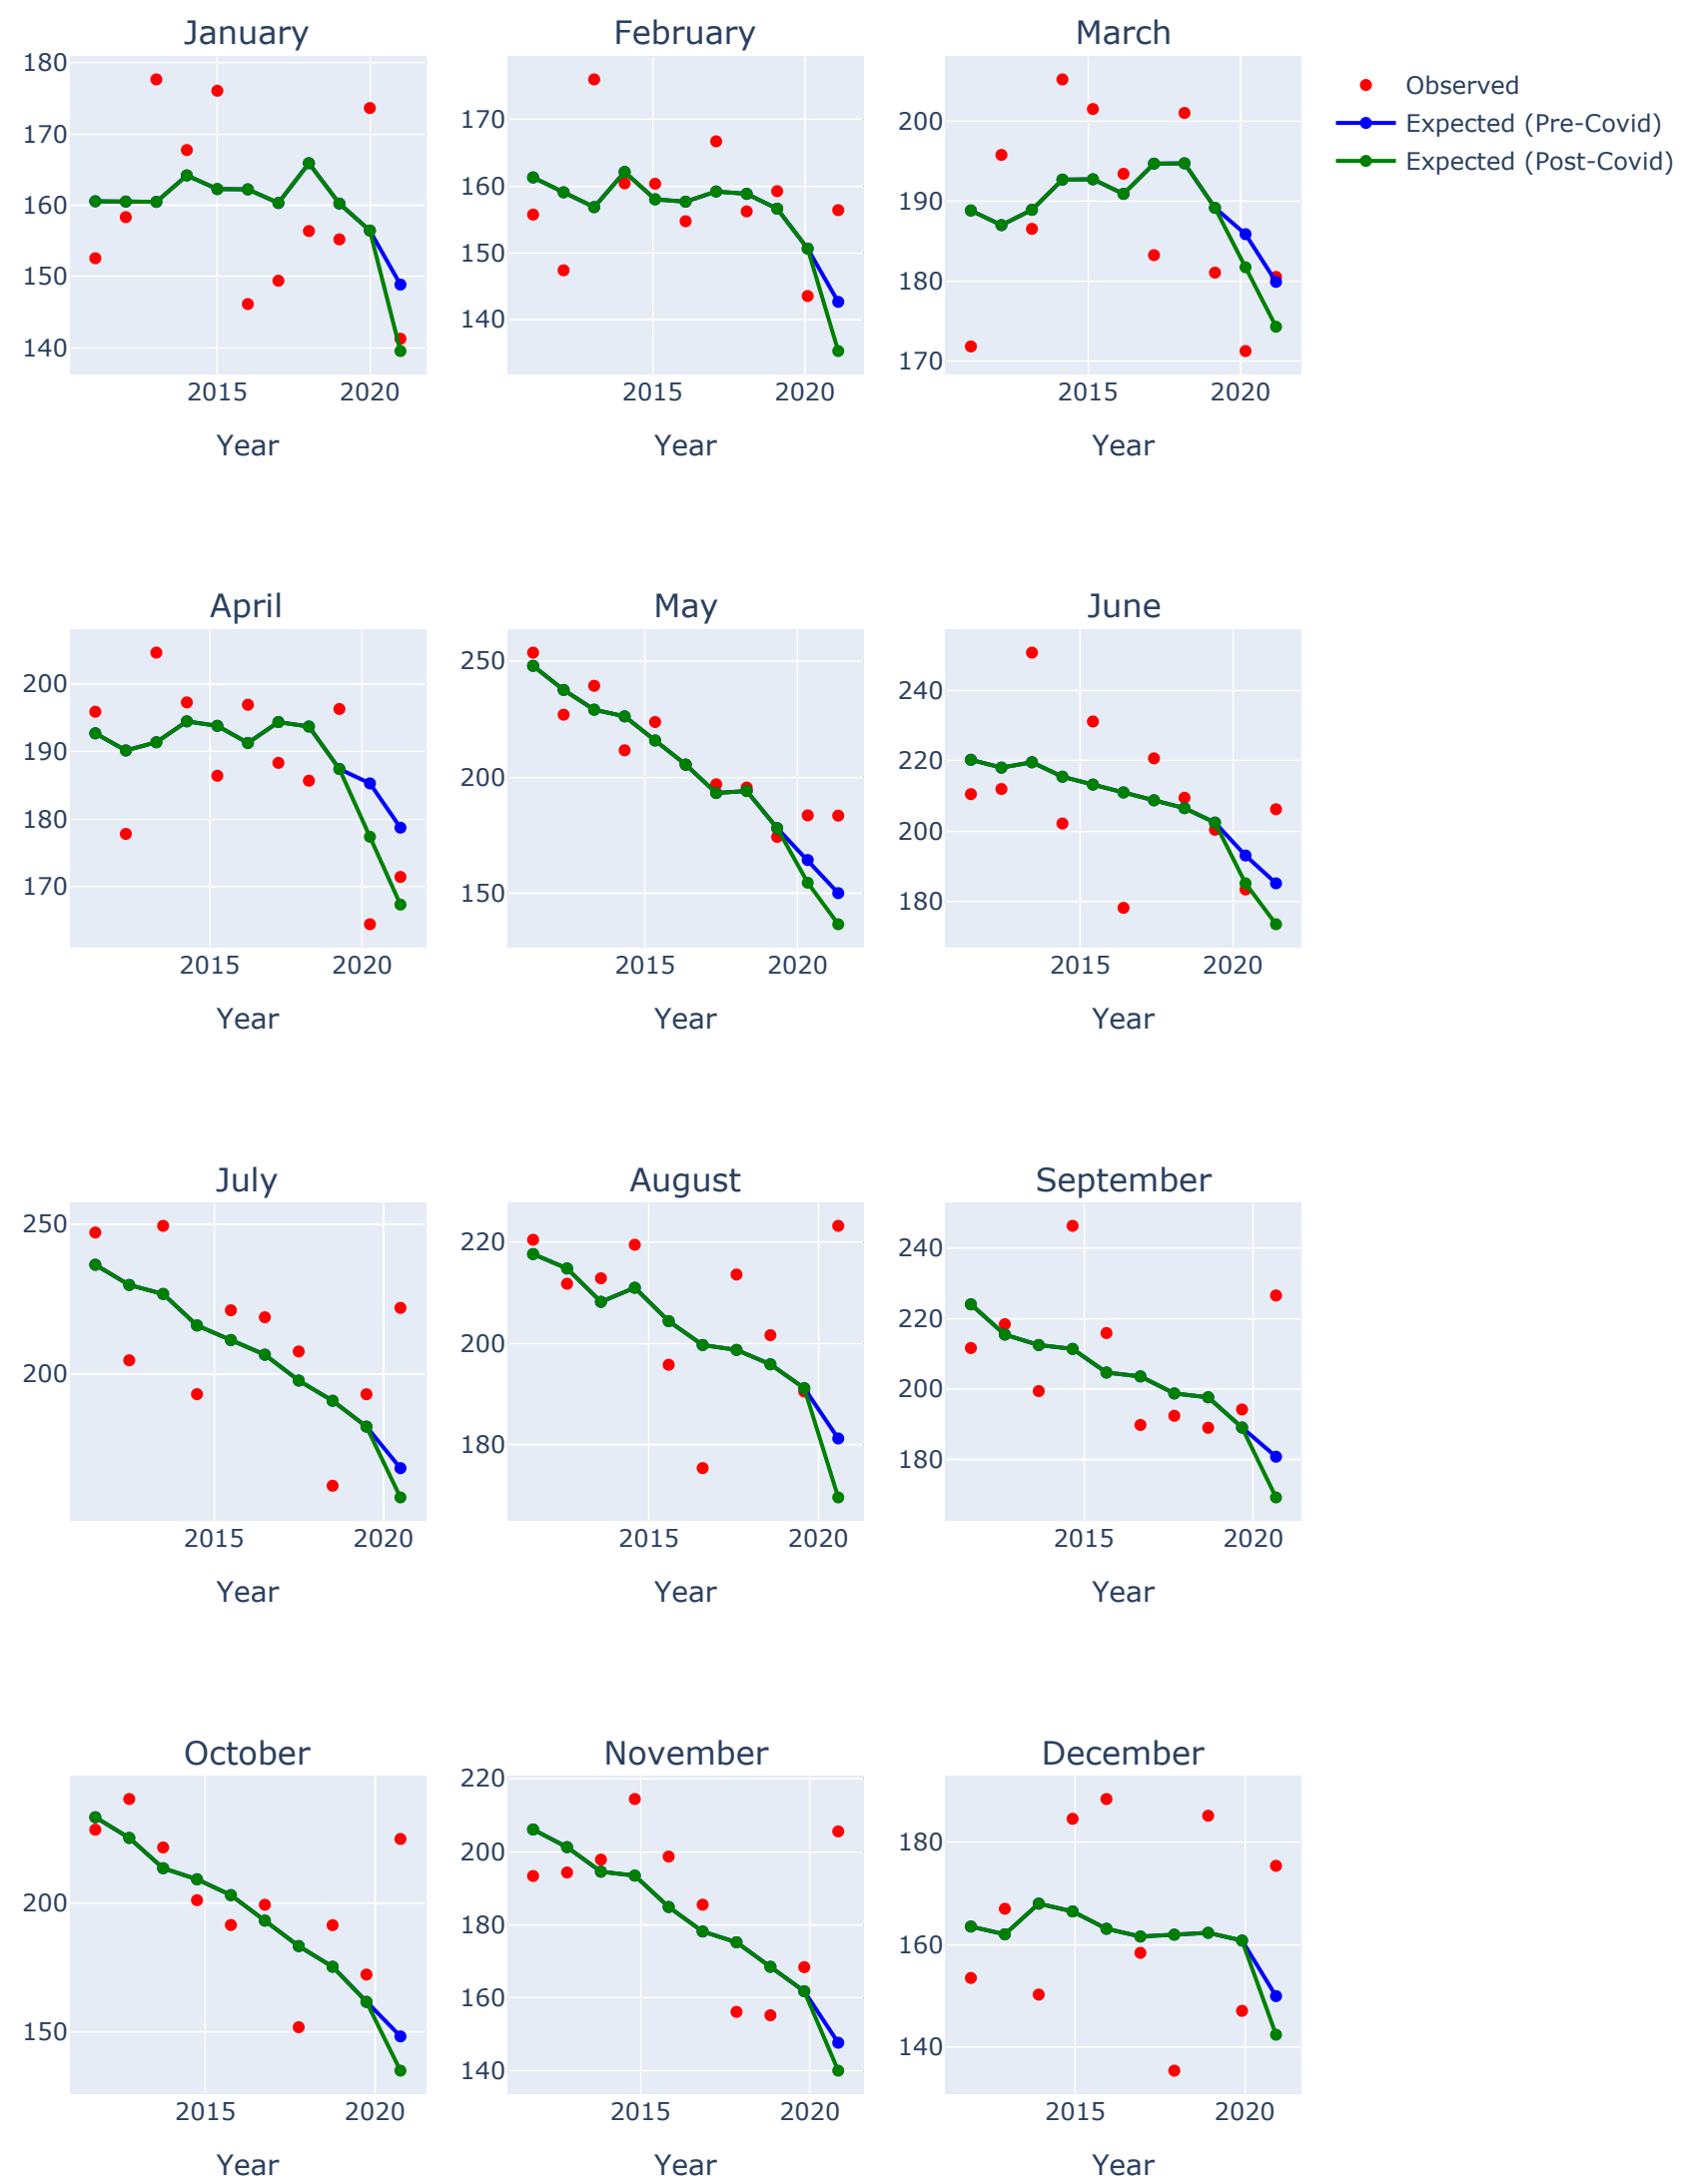 January
February
March
Observed
Expected (Pre-Covid)
Expected (Post-Covid)
180
170
160
150
140
2015
2020
Year
170
160
150
140
2015
2020
Year
200
190
180
170
2015
2020
Year
April
May
June
200
190
180
170
2015
2020
Year
250
200
150
2015
2020
Year
240
220
200
180
2015
2020
Year
July
August
September
250
200
2015
2020
Year
220
200
180
2015
2020
Year
240
220
200
180
2015
2020
Year
October
November
December
200
150
2015
2020
Year
220
200
180
160
140
2015
2020
Year
180
160
140
2015
2020
Year